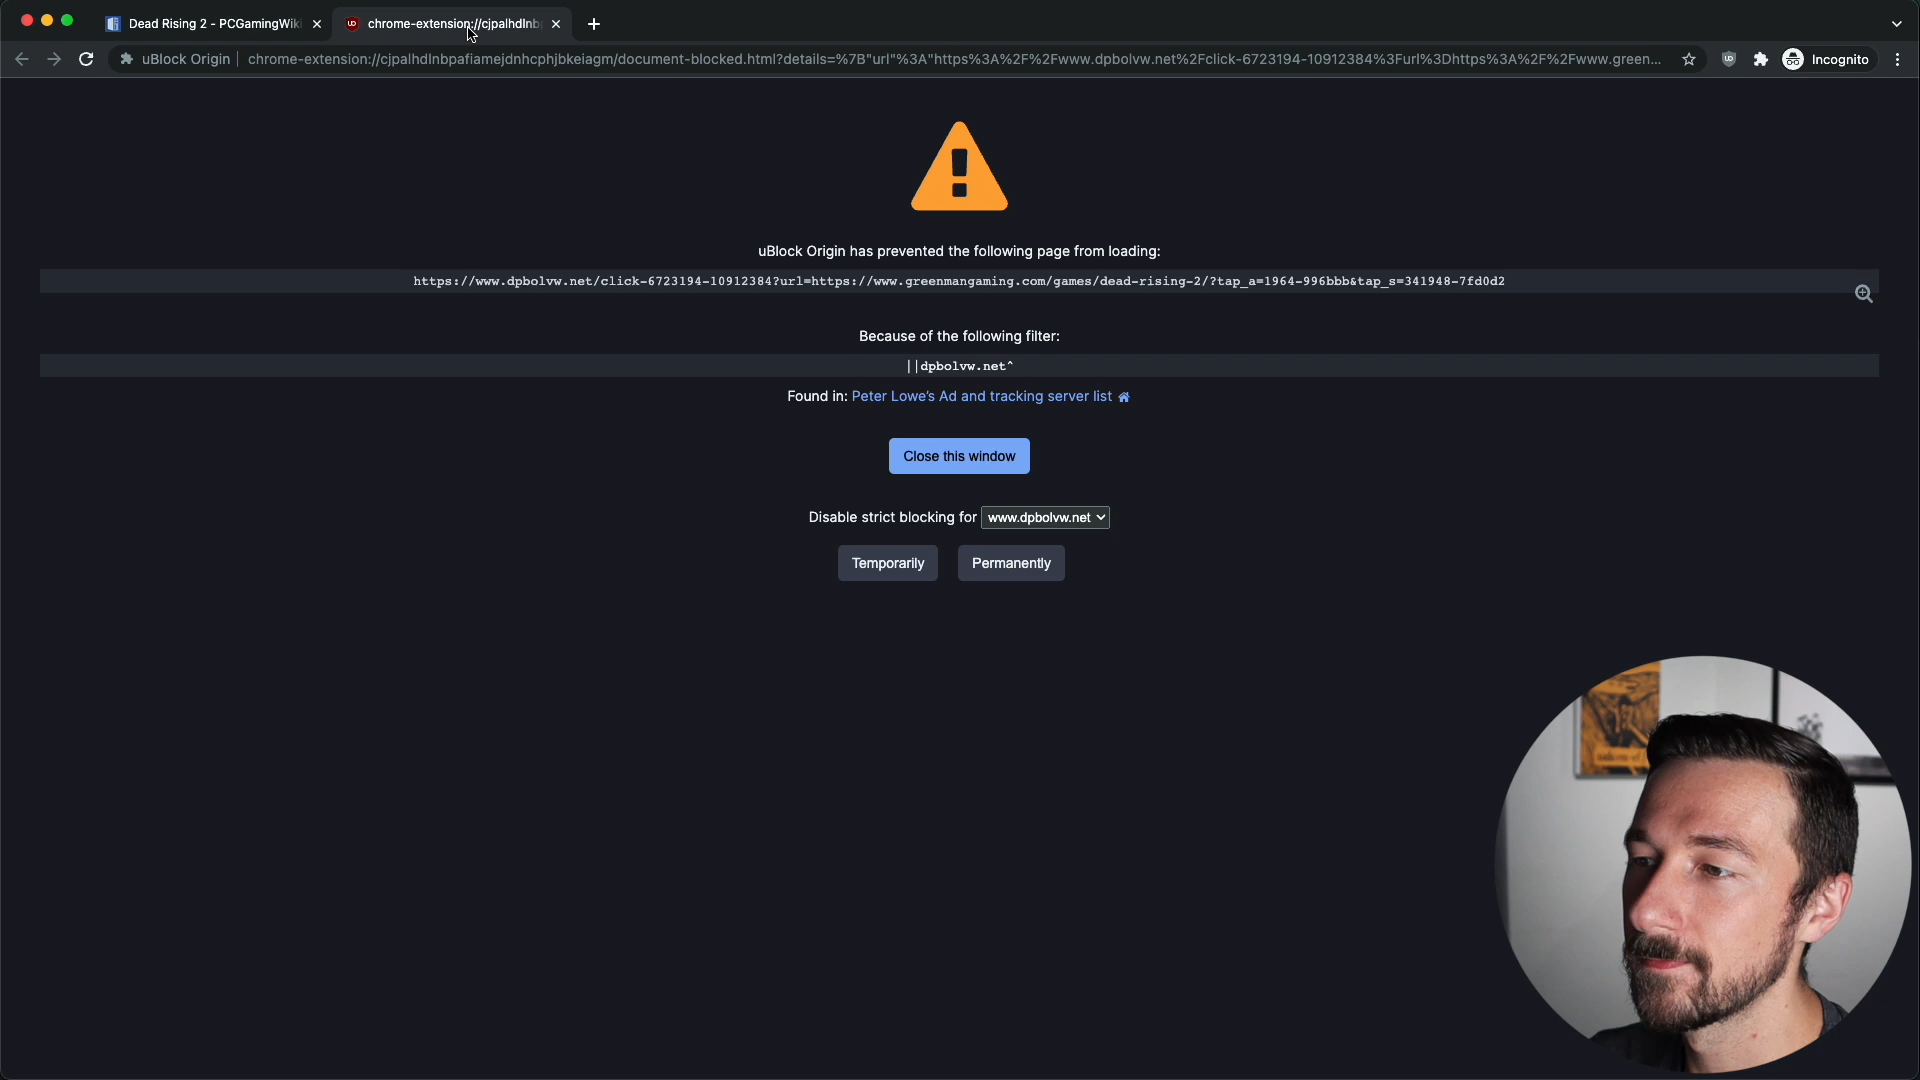 Dead Rising 2 - PCGamingWiki
chrome-extension://cjpalhdlnb
uBlock Origin
chrome-extension://cjpalhdlnbpafiamejdnhcphjbkeiagm/document-blocked.html?details=%7B"url"%3A"https%3A%2F%2Fwww.dpbolvw.net%2Fclick-6723194-10912384%3Furl%3Dhttps%3A%2F%2Fwww.green...
Incognito
uBlock Origin has prevented the following page from loading:
https://www.dpbolvw.net/click-6723194-10912384?url=https://www.greenmangaming.com/games/dead-rising-2/?tap_a=1964-996bbb&tap_s=341948-7fd0d2
Because of the following filter:
||dpbolvw.net^
Found in: Peter Lowe's Ad and tracking server list
Close this window
Disable strict blocking for www.dpbolvw.net
Temporarily
Permanently